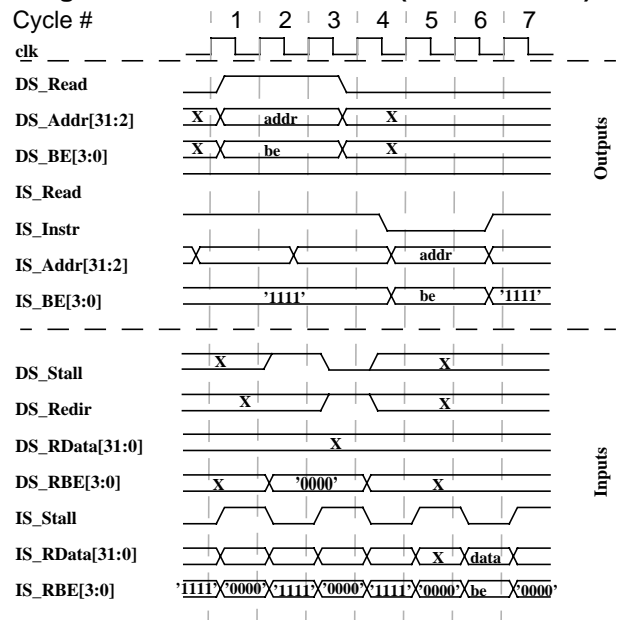 Cycle # 1 2 3 4 5 6 7
clk
DS_Read
DS_Addr[31:2] X addr X
DS_BE[3:0] X be X
IS_Read
IS_Instr
IS_Addr[31:2] addr
IS_BE[3:0] '1111' be '1111'
Outputs
DS_Stall X X
DS_Redir X X
DS_RData[31:0] X
DS_RBE[3:0] X '0000' X
IS_Stall
IS_RData[31:0] X data
IS_RBE[3:0] '1111' '0000' '1111' '0000' '1111' '0000' be '0000'
Inputs